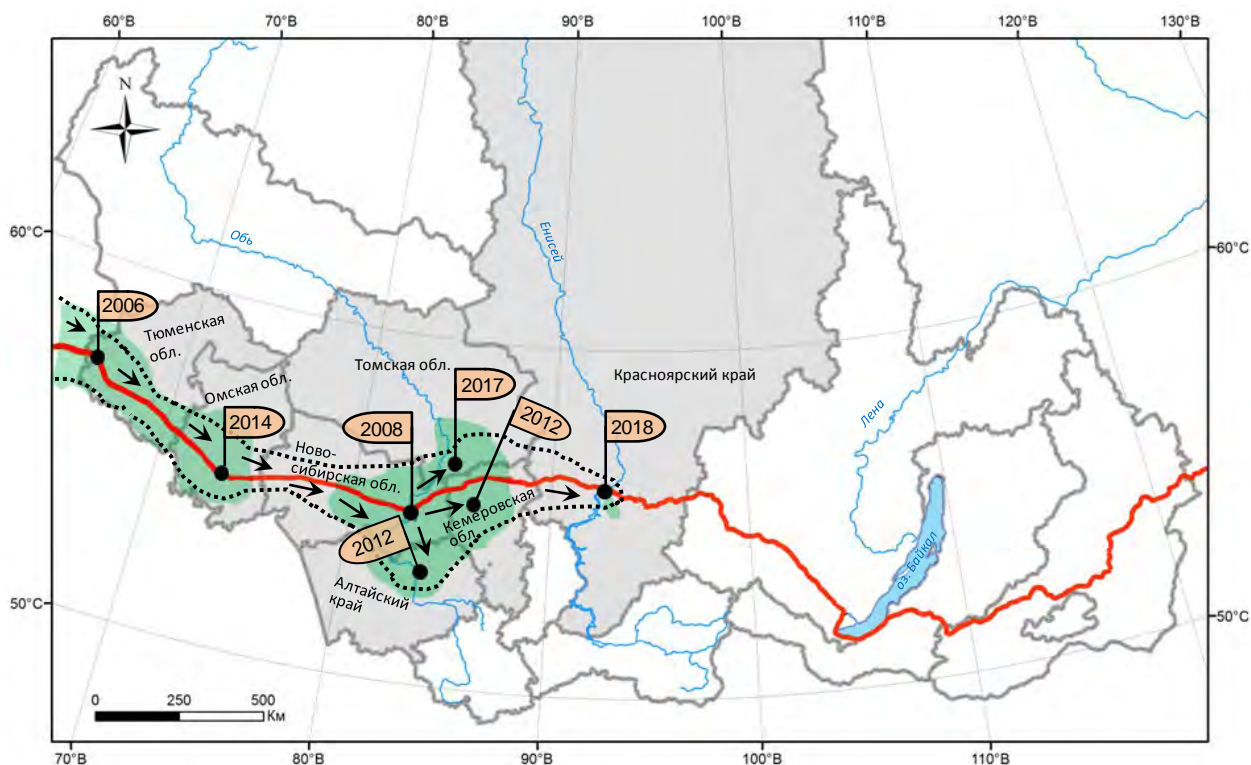 60°В
70°В
80°В
90°В
100°В
110°В
120°В
130°В
N
60°С
60°С
Обь
Енисей
Лена
2006
Тюменская
обл.
Омская обл.
2014
Томская обл.
2017
Красноярский край
2008
2012
2018
Ново-
сибирская обл.
Кемеровская
обл.
2012
Алтайский
край
оз. Байкал
50°С
50°С
0
250
500
Км
70°В
80°В
90°В
100°В
110°В